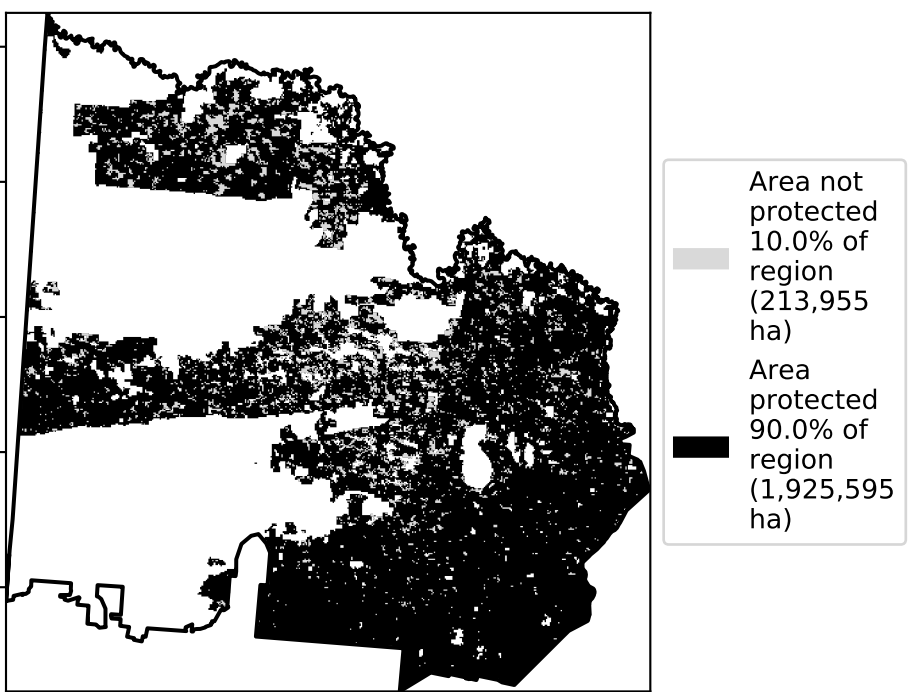 Area not
protected
10.0% of
region
(213,955
ha)
Area
protected
90.0% of
region
(1,925,595
ha)